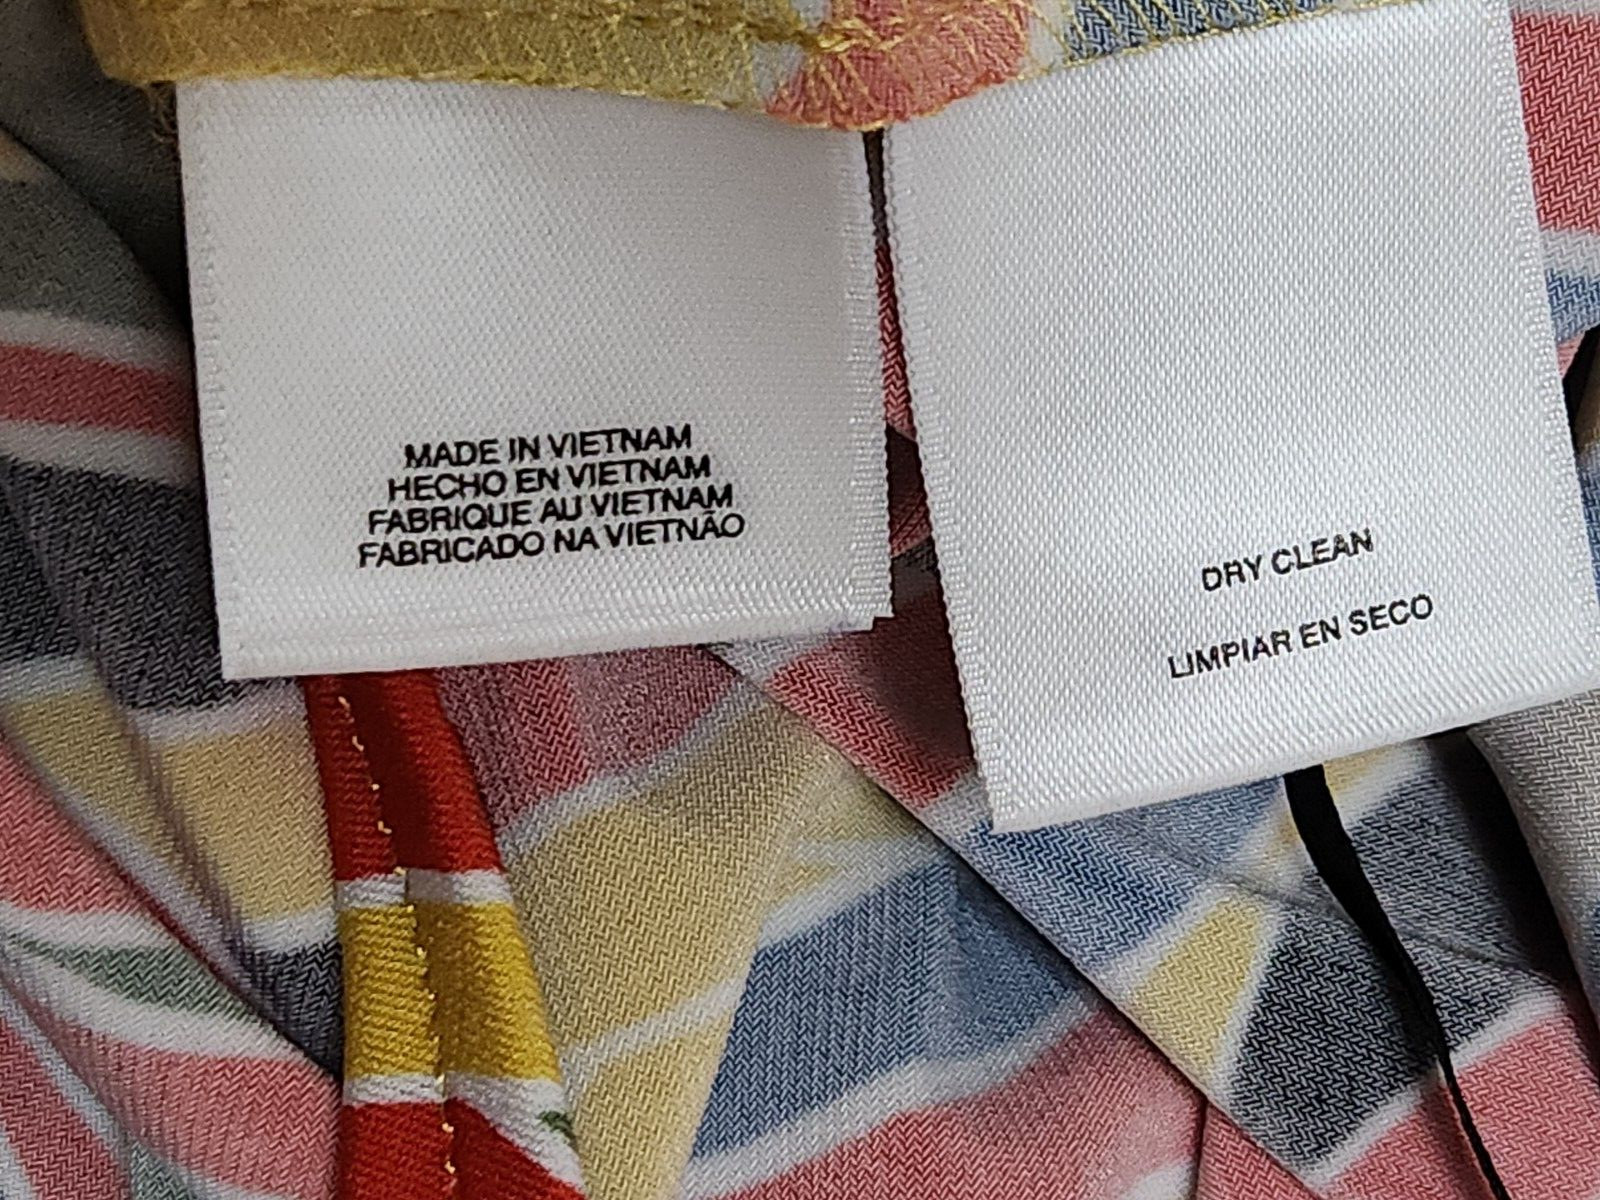 MADE IN VIETNAM
HECHO EN VIETNAM
FABRIQUE AU VIETNAM
FABRICADO NA VIETNÃO
DRY CLEAN
LIMPIAR EN SECO